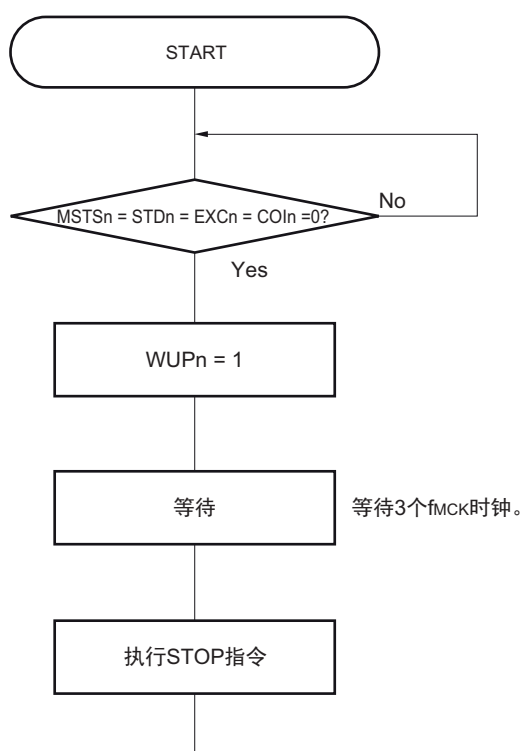 START
MSTSn = STDn = EXCn = COIn =0?
No
Yes
WUPn = 1
等待
等待3个fMCK时钟。
执行STOP指令